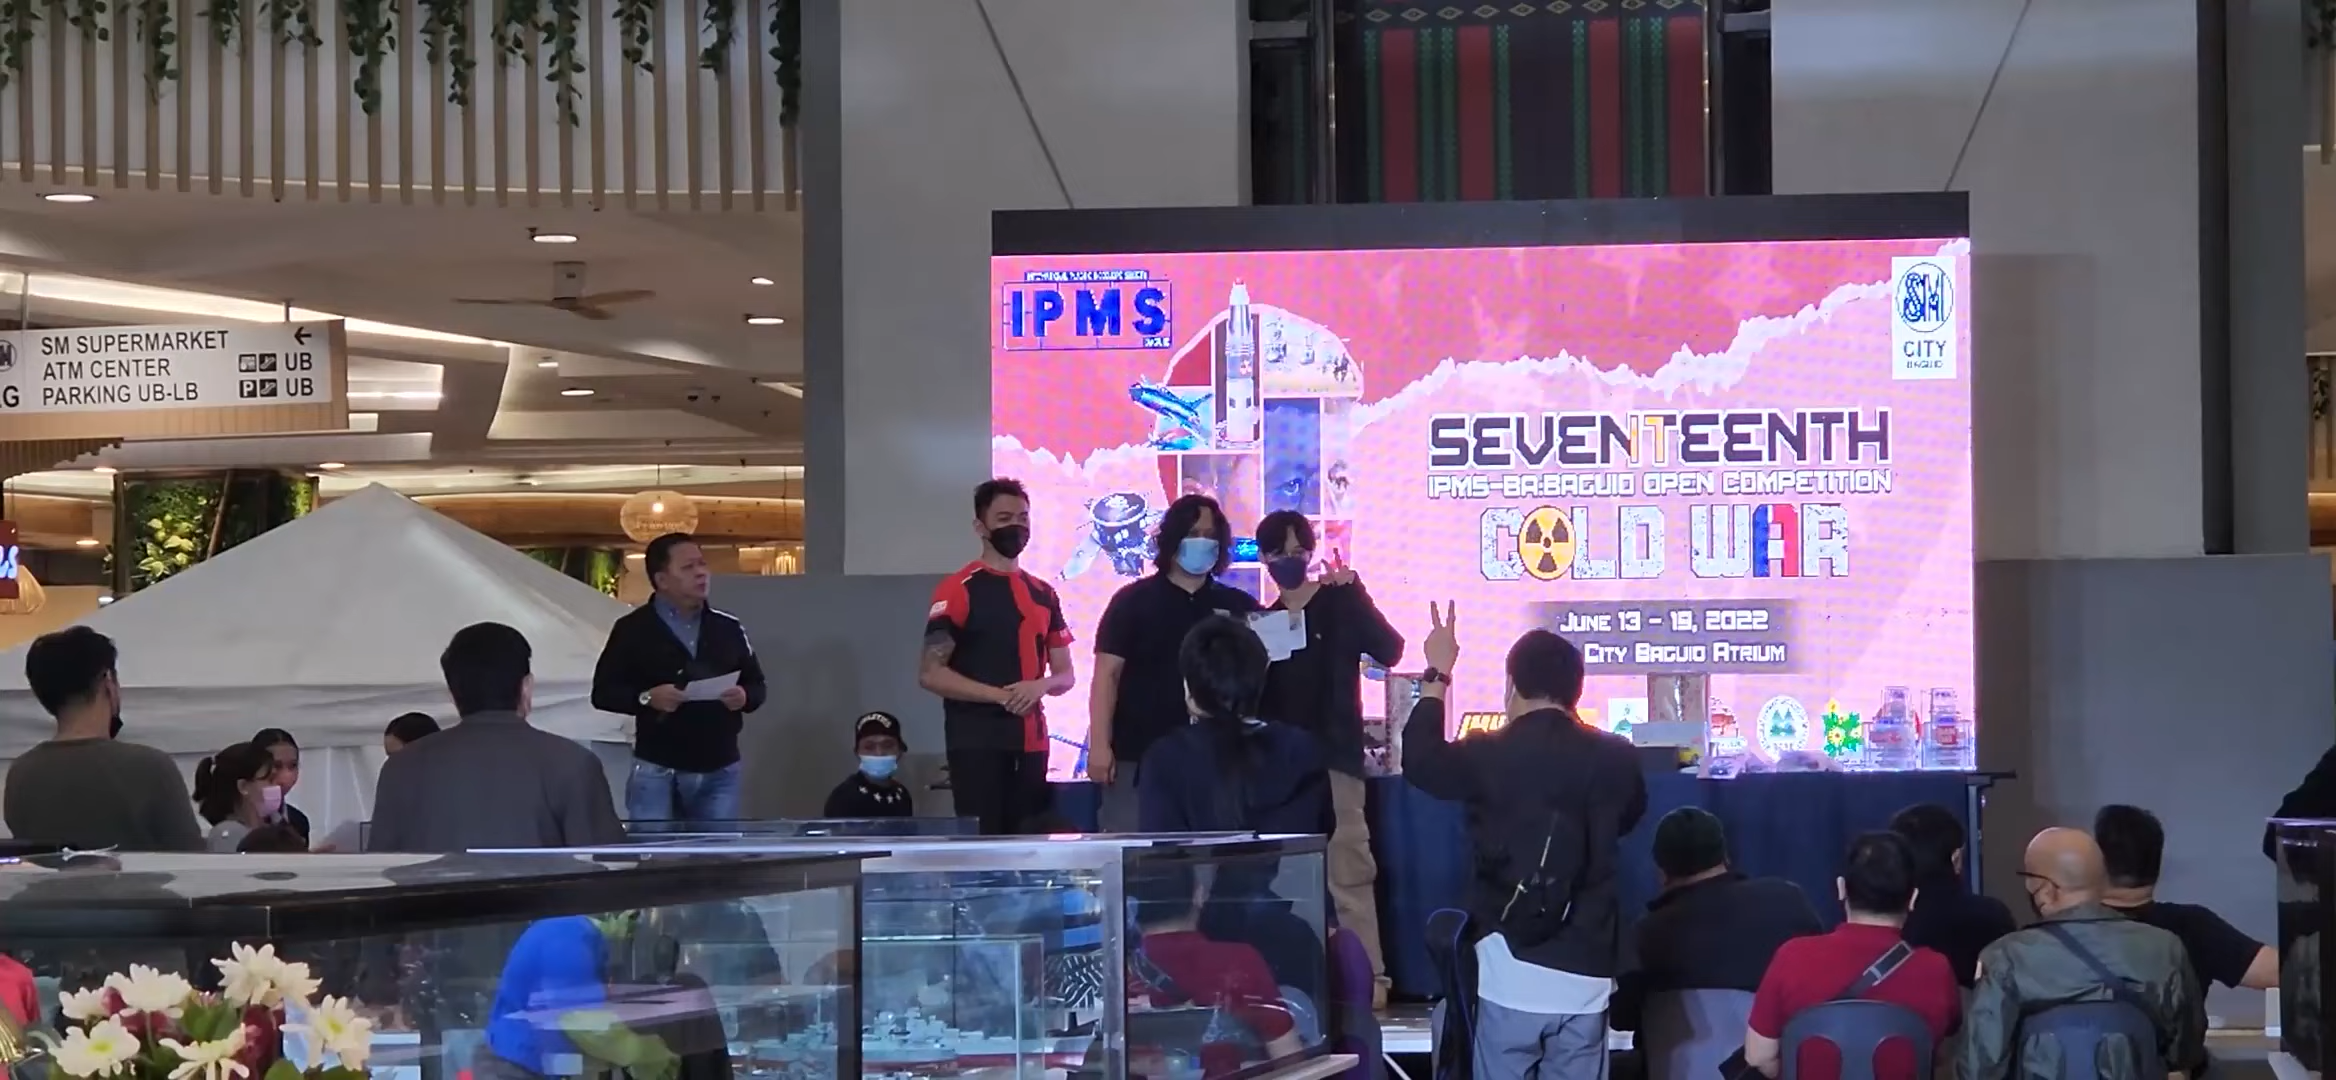 SM SUPERMARKET
ATM CENTER
PARKING UB-LB
UB
P UB
IPMS
SM
CITY
BAGUIO
SEVENTEENTH
IPMS-BA:BAGUIO OPEN COMPETITION
COLD WAR
JUNE 13 - 19, 2022
CITY BAGUIO ATRIUM